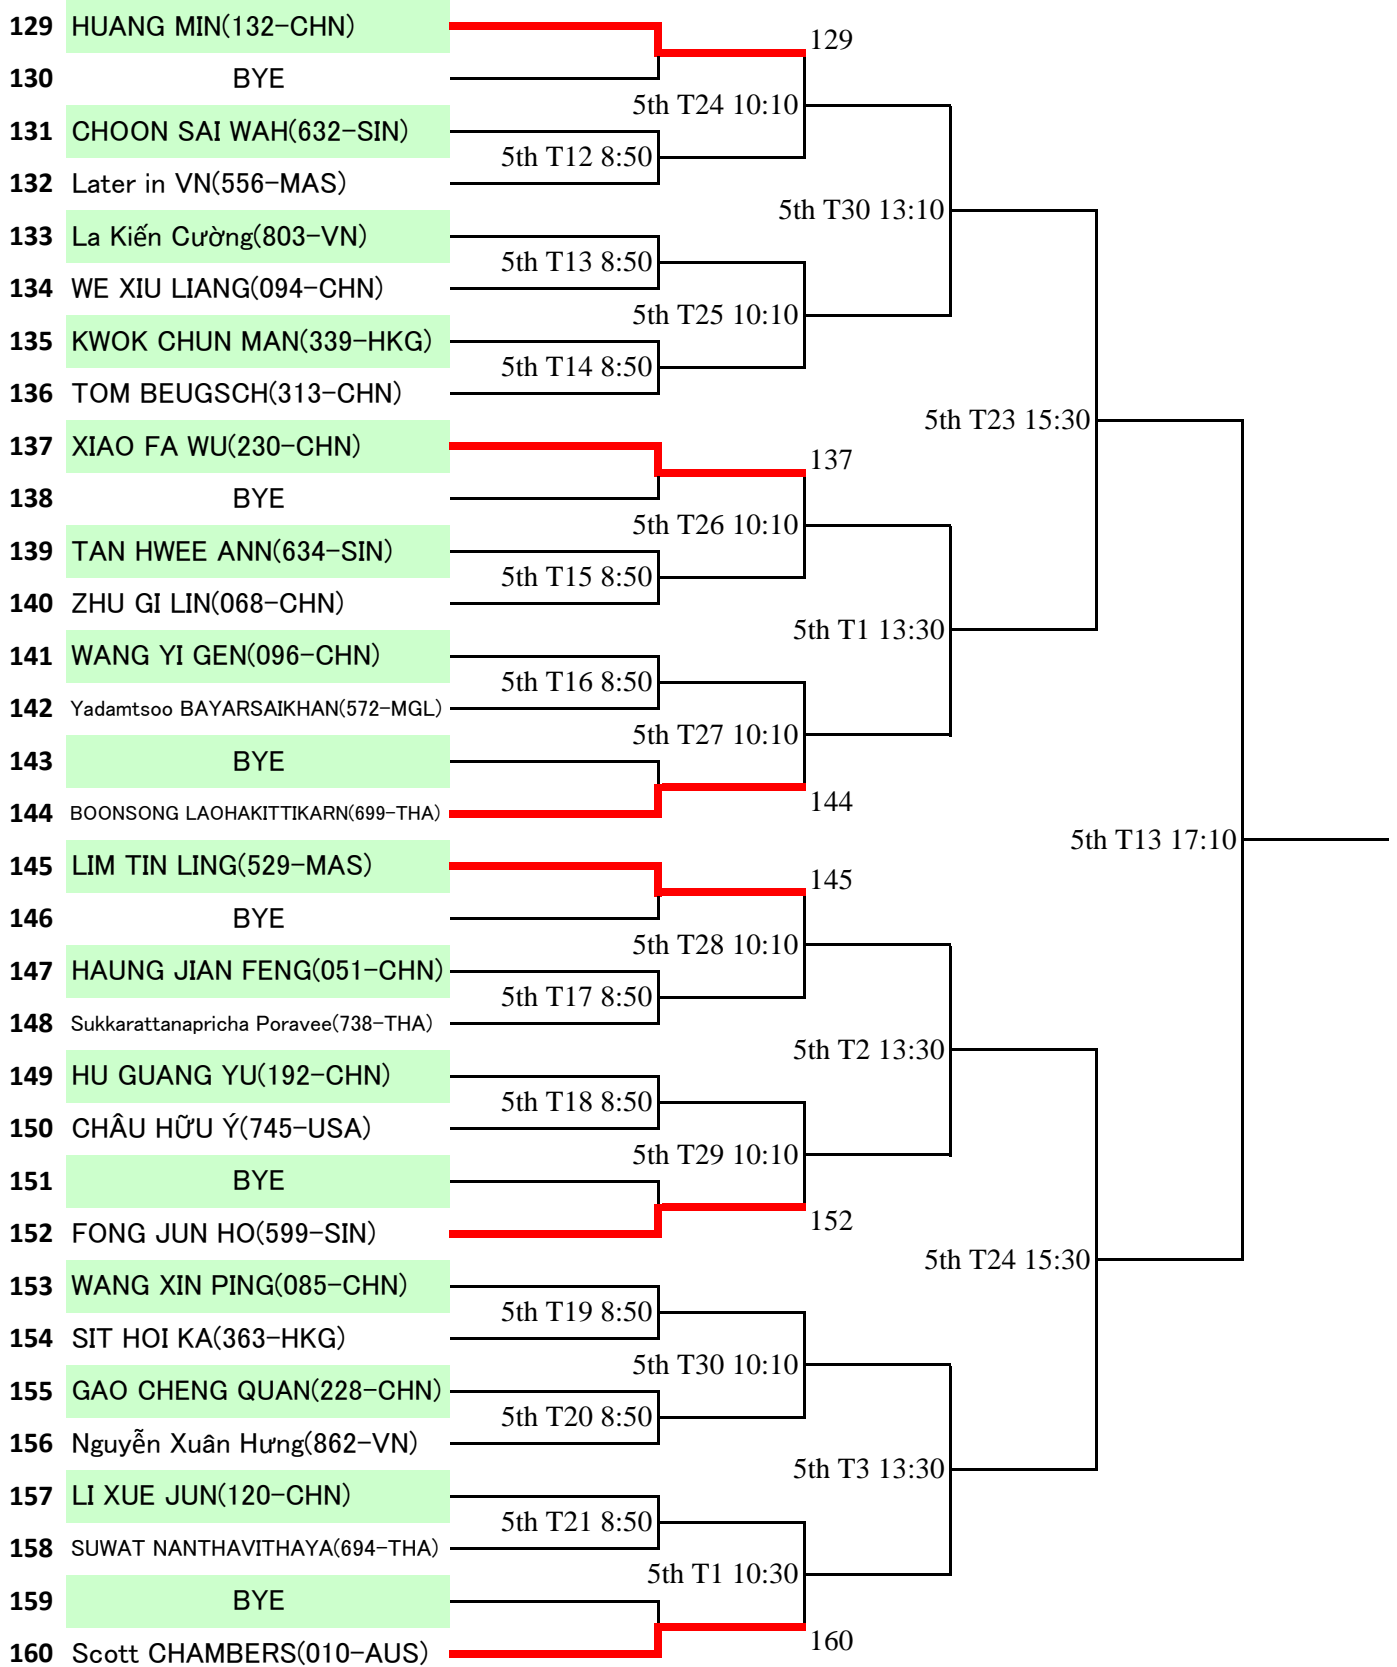 129 HUANG MIN(132-CHN)
129
130 BYE
5th T24 10:10
131 CHOON SAI WAH(632-SIN)
5th T12 8:50
132 Later in VN(556-MAS)
5th T30 13:10
133 La Kiến Cường(803-VN)
5th T13 8:50
134 WE XIU LIANG(094-CHN)
5th T25 10:10
135 KWOK CHUN MAN(339-HKG)
5th T14 8:50
136 TOM BEUGSCH(313-CHN)
5th T23 15:30
137 XIAO FA WU(230-CHN)
137
138 BYE
5th T26 10:10
139 TAN HWEE ANN(634-SIN)
5th T15 8:50
140 ZHU GI LIN(068-CHN)
5th T1 13:30
141 WANG YI GEN(096-CHN)
5th T16 8:50
142 Yadamtsoo BAYARSAIKHAN(572-MGL)
5th T27 10:10
143 BYE
144
144 BOONSONG LAOHAKITTIKARN(699-THA)
5th T13 17:10
145 LIM TIN LING(529-MAS)
145
146 BYE
5th T28 10:10
147 HAUNG JIAN FENG(051-CHN)
5th T17 8:50
148 Sukkarattanapricha Poravee(738-THA)
5th T2 13:30
149 HU GUANG YU(192-CHN)
5th T18 8:50
150 CHÂU HỮU Ý(745-USA)
5th T29 10:10
151 BYE
152
152 FONG JUN HO(599-SIN)
5th T24 15:30
153 WANG XIN PING(085-CHN)
5th T19 8:50
154 SIT HOI KA(363-HKG)
5th T30 10:10
155 GAO CHENG QUAN(228-CHN)
5th T20 8:50
156 Nguyễn Xuân Hưng(862-VN)
5th T3 13:30
157 LI XUE JUN(120-CHN)
5th T21 8:50
158 SUWAT NANTHAVITHAYA(694-THA)
5th T1 10:30
159 BYE
160
160 Scott CHAMBERS(010-AUS)